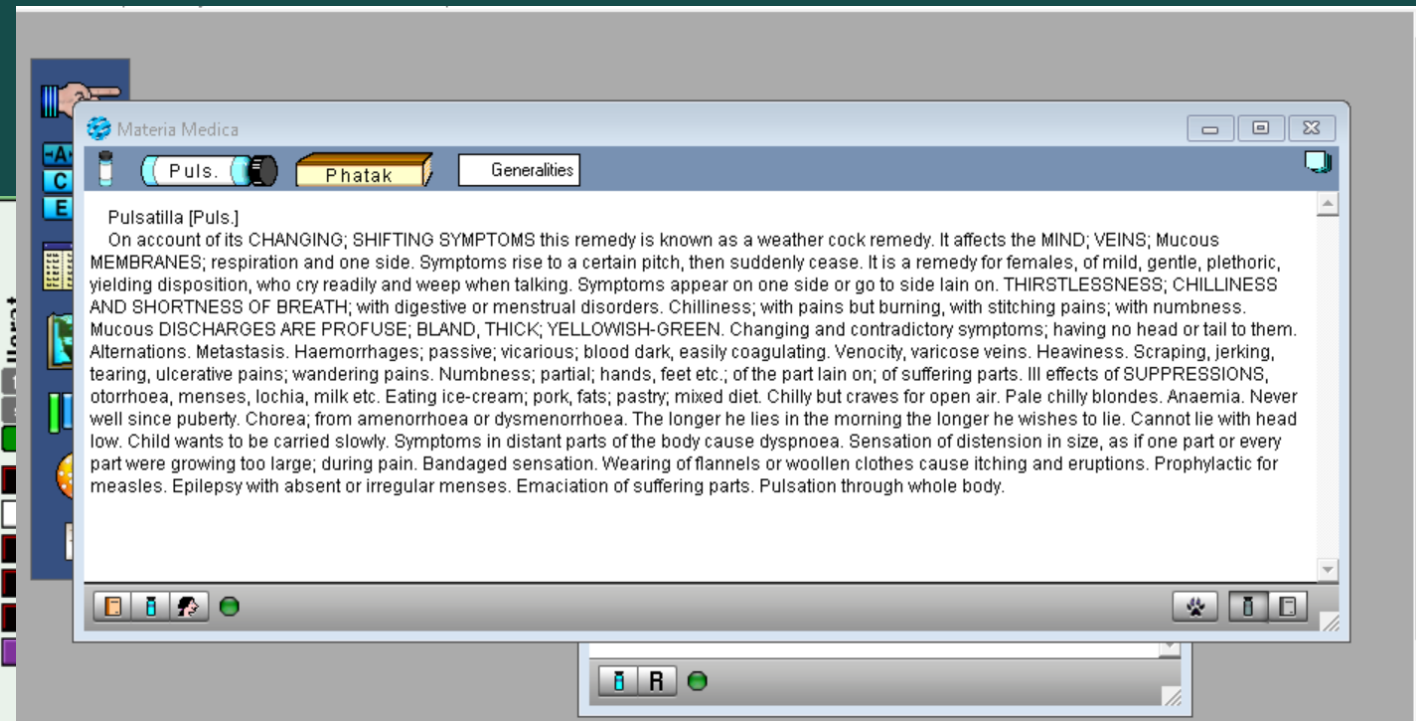 Materia Medica
Puls.
Phatak
Generalities
A
C
E
Pulsatilla [Puls.]
On account of its CHANGING; SHIFTING SYMPTOMS this remedy is known as a weather cock remedy. It affects the MIND; VEINS; Mucous
MEMBRANES; respiration and one side. Symptoms rise to a certain pitch, then suddenly cease. It is a remedy for females, of mild, gentle, plethoric,
yielding disposition, who cry readily and weep when talking. Symptoms appear on one side or go to side lain on. THIRSTLESSNESS; CHILLINESS
AND SHORTNESS OF BREATH; with digestive or menstrual disorders. Chilliness; with pains but burning, with stitching pains; with numbness.
Mucous DISCHARGES ARE PROFUSE; BLAND, THICK; YELLOWISH-GREEN. Changing and contradictory symptoms; having no head or tail to them.
Alternations. Metastasis. Haemorrhages; passive; vicarious; blood dark, easily coagulating. Venocity, varicose veins. Heaviness. Scraping, jerking,
tearing, ulcerative pains; wandering pains. Numbness; partial; hands, feet etc.; of the part lain on; of suffering parts. Ill effects of SUPPRESSIONS,
otorrhoea, menses, lochia, milk etc. Eating ice-cream; pork, fats; pastry; mixed diet. Chilly but craves for open air. Pale chilly blondes. Anaemia. Never
well since puberty. Chorea; from amenorrhoea or dysmenorrhoea. The longer he lies in the morning the longer he wishes to lie. Cannot lie with head
low. Child wants to be carried slowly. Symptoms in distant parts of the body cause dyspnoea. Sensation of distension in size, as if one part or every
part were growing too large; during pain. Bandaged sensation. Wearing of flannels or woollen clothes cause itching and eruptions. Prophylactic for
measles. Epilepsy with absent or irregular menses. Emaciation of suffering parts. Pulsation through whole body.
R